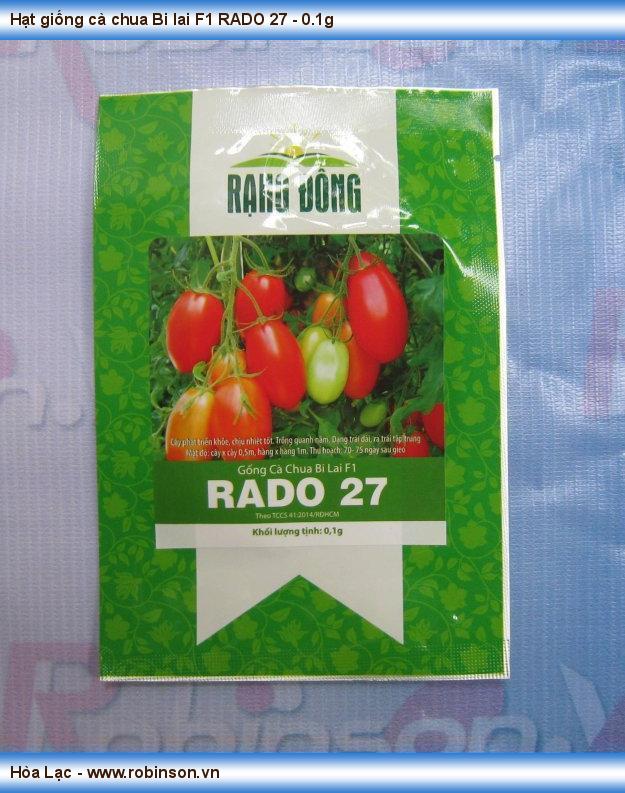 Hạt giống cà chua Bi lai F1 RADO 27 - 0.1g
RẠNG ĐÔNG
Cây phát triển khỏe, chịu nhiệt tốt. Trồng quanh năm. Dạng trái dài, ra trái tập trung
Mật độ: cây x cây 0,5m, hàng x hàng 1m. Thu hoạch: 70- 75 ngày sau gieo
Gống Cà Chua Bi Lai F1
RADO 27
Theo TCCS 41:2014/RĐHCM
Khối lượng tịnh: 0,1g
Robinson.V
Hòa Lạc - www.robinson.vn